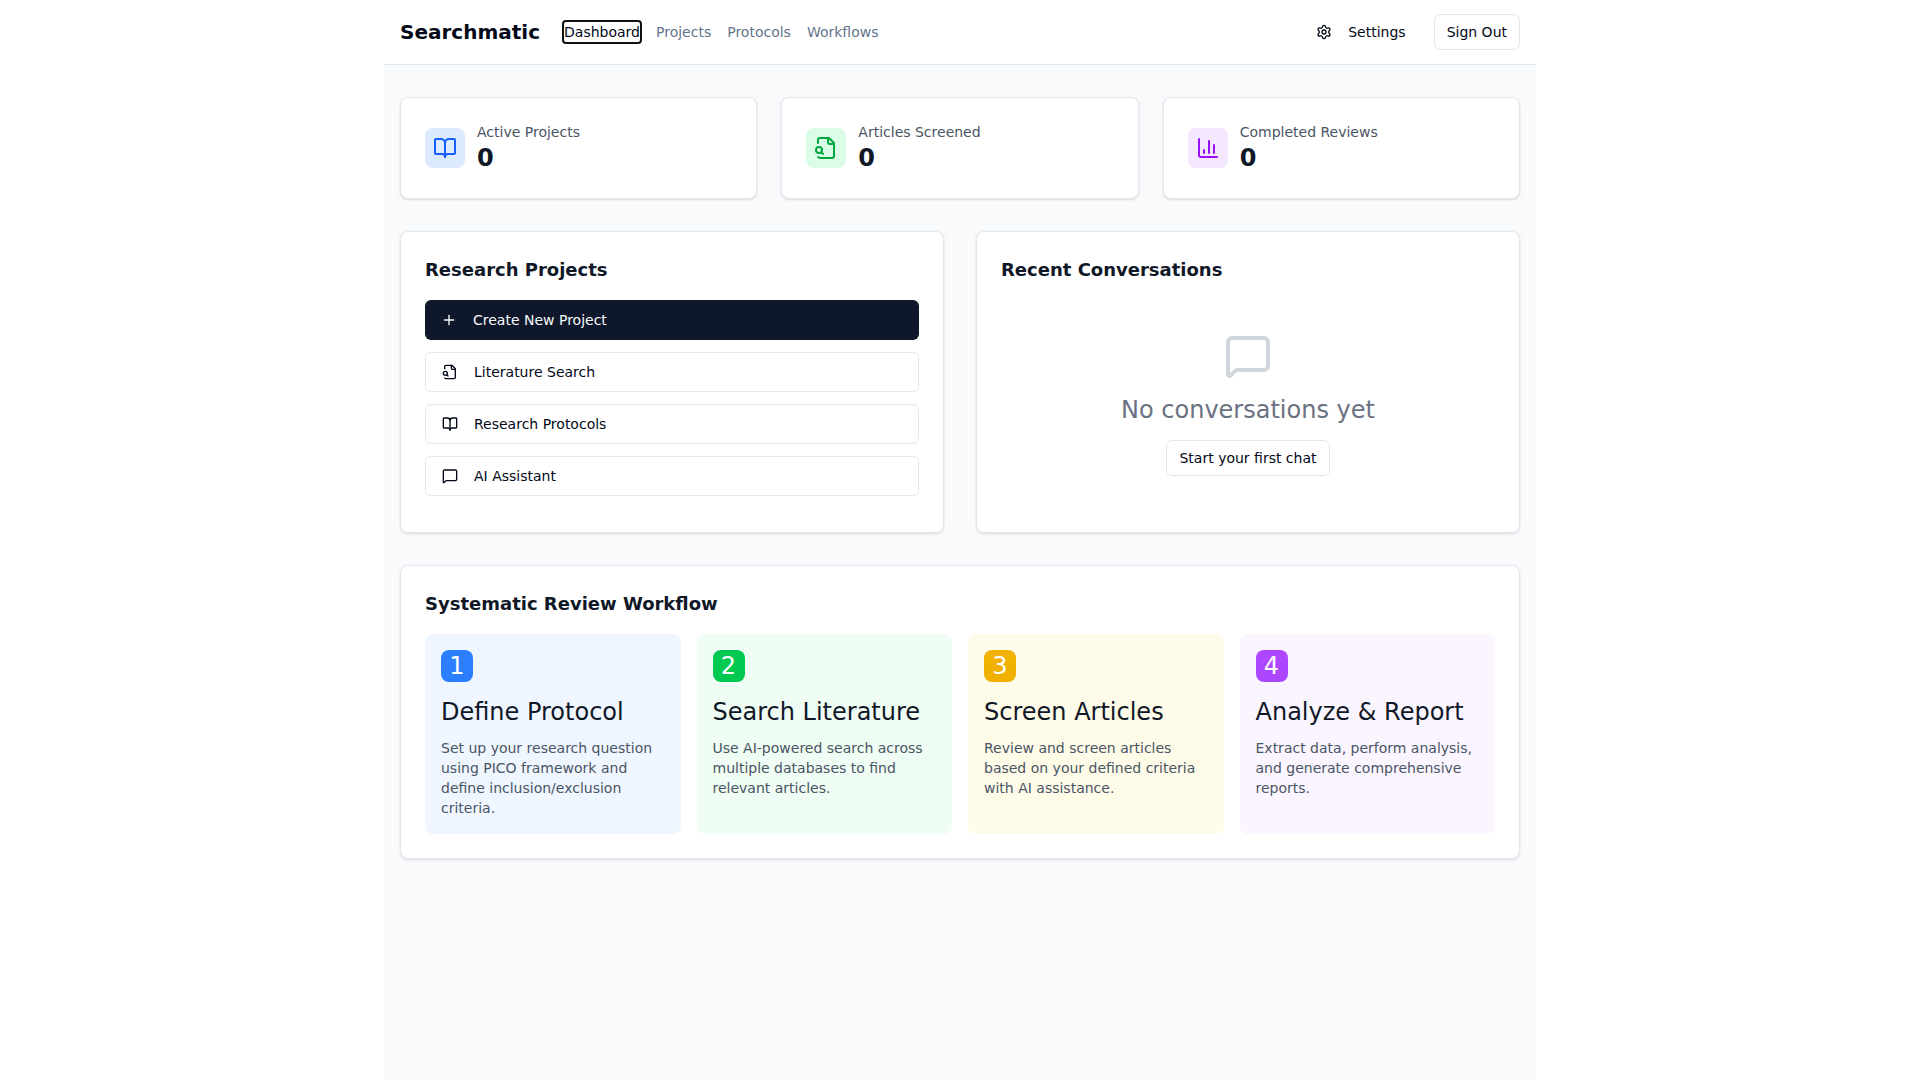 Searchmatic
Dashboard
Projects
Protocols
Workflows
Settings
Sign Out
Active Projects
0
Articles Screened
0
Completed Reviews
0
Research Projects
Create New Project
Literature Search
Research Protocols
AI Assistant
Recent Conversations
No conversations yet
Start your first chat
Systematic Review Workflow
1
Define Protocol
Set up your research question
using PICO framework and
define inclusion/exclusion
criteria.
2
Search Literature
Use AI-powered search across
multiple databases to find
relevant articles.
3
Screen Articles
Review and screen articles
based on your defined criteria
with AI assistance.
4
Analyze & Report
Extract data, perform analysis,
and generate comprehensive
reports.